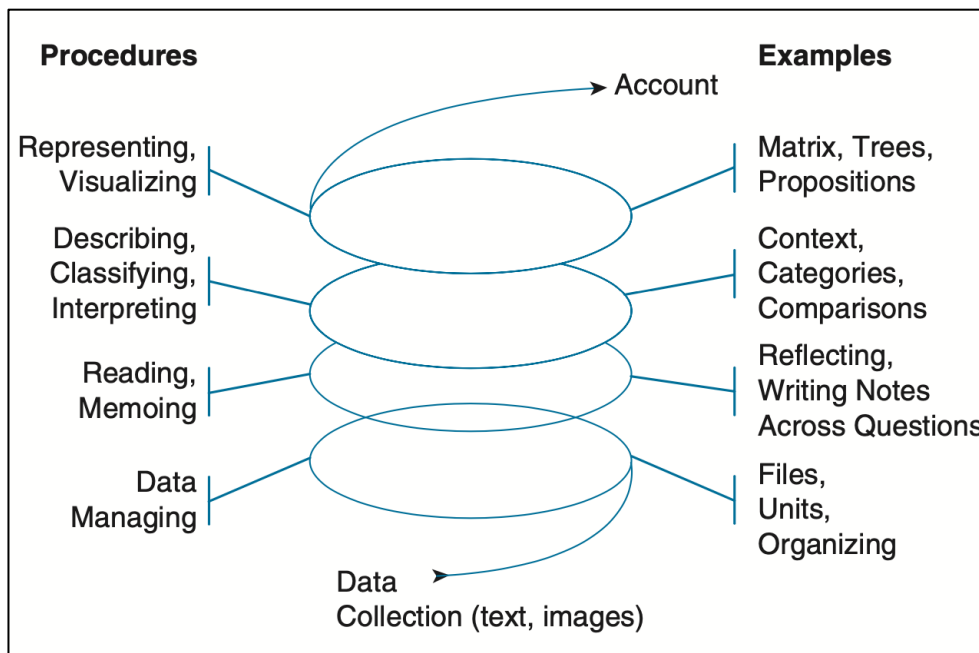 Procedures
Examples
Account
Representing,
Visualizing
Matrix, Trees,
Propositions
Describing,
Classifying,
Interpreting
Context,
Categories,
Comparisons
Reading,
Memoing
Reflecting,
Writing Notes
Across Questions
Data
Managing
Files,
Units,
Organizing
Data
Collection (text, images)